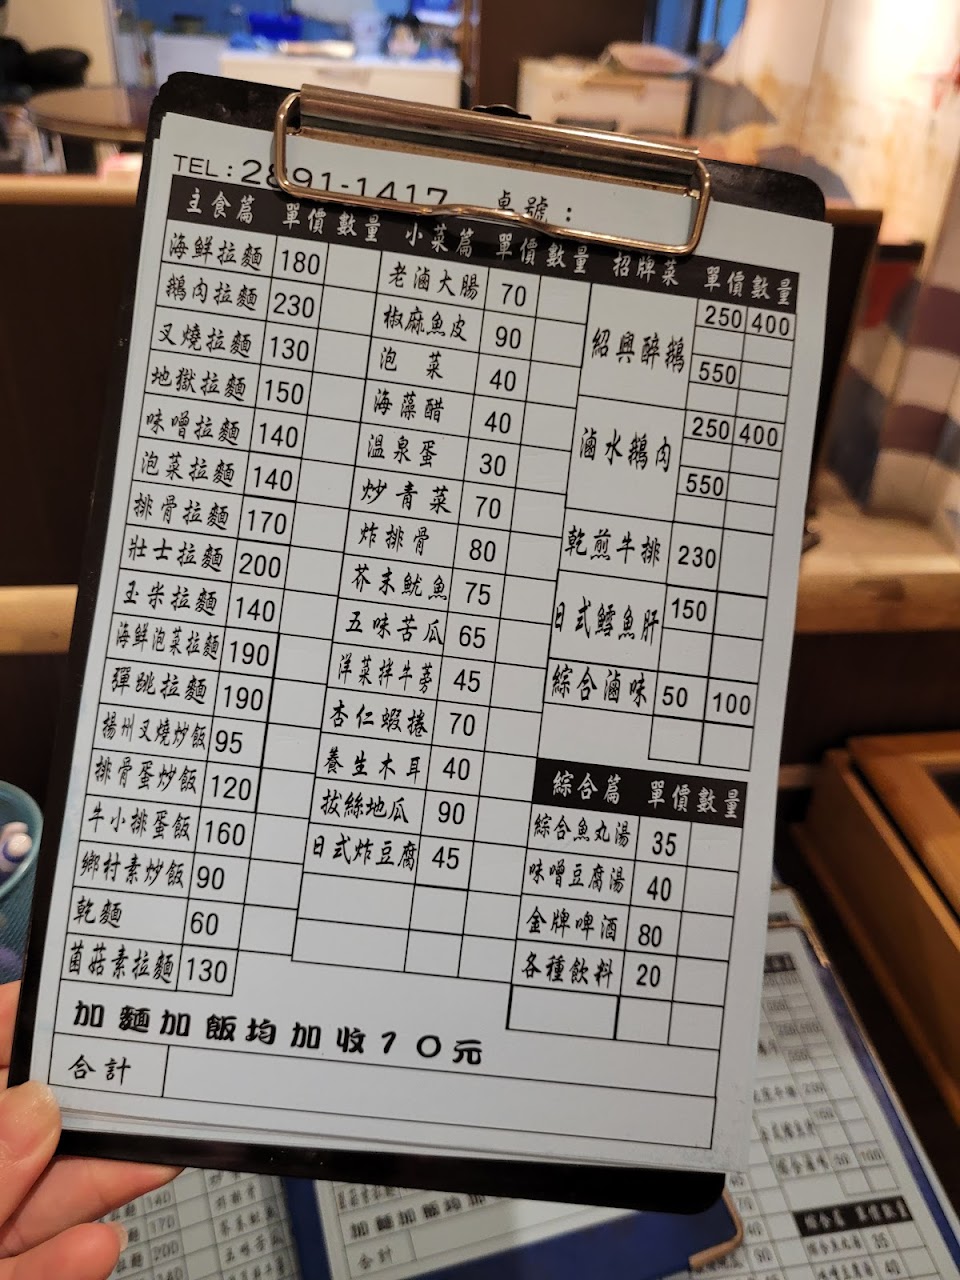 TEL:2891-1417 桌號:
主食篇 單價 數量 小菜篇 單價 數量 招牌菜 單價 數量
海鮮拉麵 180
鵝肉拉麵 230
叉燒拉麵 130
地獄拉麵 150
味噌拉麵 140
泡菜拉麵 140
排骨拉麵 170
壯士拉麵 200
玉米拉麵 140
海鮮泡菜拉麵 190
彈跳拉麵 190
揚州叉燒炒飯 95
排骨蛋炒飯 120
牛小排蛋飯 160
鄉村素炒飯 90
乾麵 60
菌菇素拉麵 130
老滷大腸 70
椒麻魚皮 90
泡菜 40
海藻醋 40
溫泉蛋 30
炒青菜 70
炸排骨 80
芥末魷魚 75
五味苦瓜 65
洋菜拌牛蒡 45
杏仁蝦捲 70
養生木耳 40
拔絲地瓜 90
日式炸豆腐 45
紹興醉鵝 250 400
550
滷水鵝肉 250 400
550
乾煎牛排 230
日式鱈魚肝 150
綜合滷味 50 100
綜合篇 單價 數量
綜合魚丸湯 35
味噌豆腐湯 40
金牌啤酒 80
各種飲料 20
加麵加飯均加收10元
合計